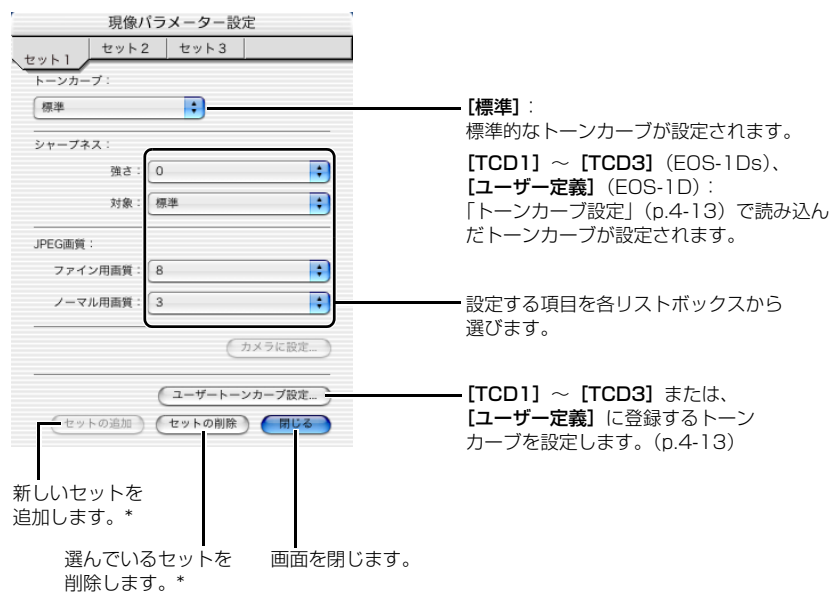 現像パラメーター設定
セット1 セット2 セット3
トーンカーブ：
標準
シャープネス：
強さ： 0
対象： 標準
JPEG画質：
ファイン用画質： 8
ノーマル用画質： 3
カメラに設定...
ユーザートーンカーブ設定...
セットの追加 セットの削除 閉じる
[標準]：
標準的なトーンカーブが設定されます。
[TCD1] ～ [TCD3]（EOS-1Ds）、
[ユーザー定義]（EOS-1D）：
「トーンカーブ設定」（p.4-13）で読み込ん
だトーンカーブが設定されます。
設定する項目を各リストボックスから
選びます。
[TCD1] ～ [TCD3] または、
[ユーザー定義] に登録するトーン
カーブを設定します。（p.4-13）
新しいセットを
追加します。*
選んでいるセットを
削除します。*
画面を閉じます。